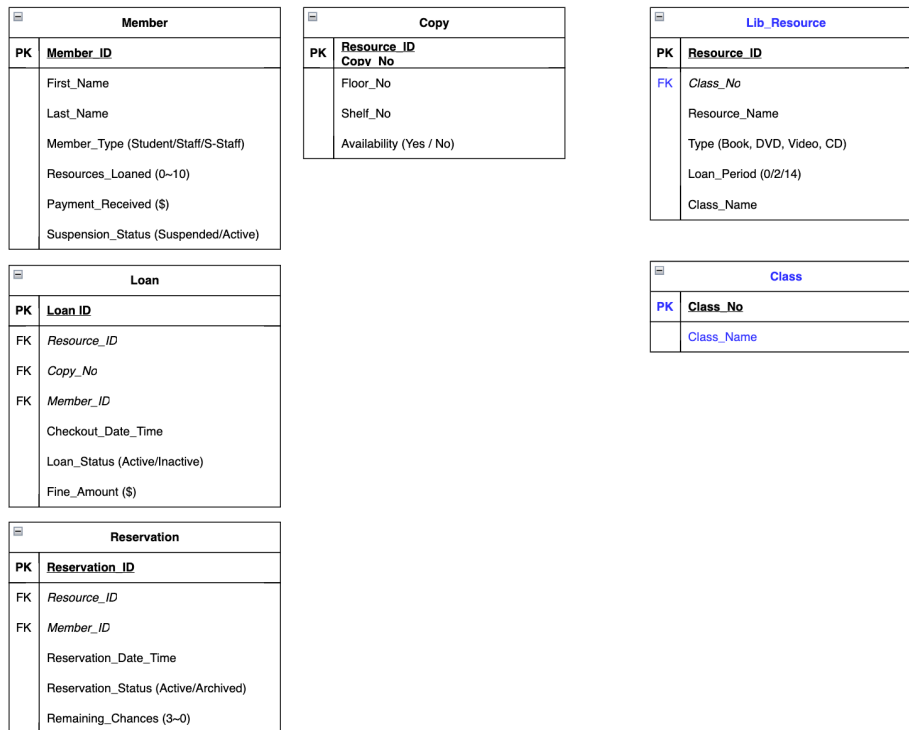 Member
PK Member_ID
First_Name
Last_Name
Member_Type (Student/Staff/S-Staff)
Resources_Loaned (0~10)
Payment_Received ($)
Suspension_Status (Suspended/Active)
Copy
PK Resource_ID
Copy_No
Floor_No
Shelf_No
Availability (Yes / No)
Lib_Resource
PK Resource_ID
FK Class_No
Resource_Name
Type (Book, DVD, Video, CD)
Loan_Period (0/2/14)
Class_Name
Loan
PK Loan ID
FK Resource_ID
FK Copy_No
FK Member_ID
Checkout_Date_Time
Loan_Status (Active/Inactive)
Fine_Amount ($)
Class
PK Class_No
Class_Name
Reservation
PK Reservation_ID
FK Resource_ID
FK Member_ID
Reservation_Date_Time
Reservation_Status (Active/Archived)
Remaining_Chances (3~0)